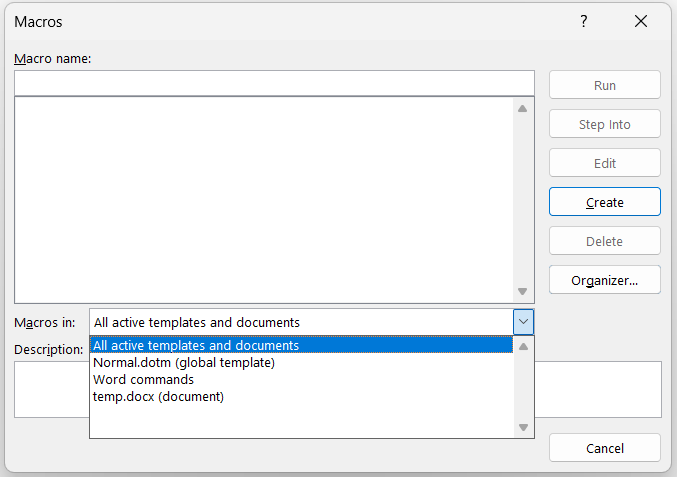 Macros ?
Macro name:
Run
Step Into
Edit
Create
Delete
Organizer...
Macros in: All active templates and documents
All active templates and documents
Description:
Normal.dotm (global template)
Word commands
temp.docx (document)
Cancel